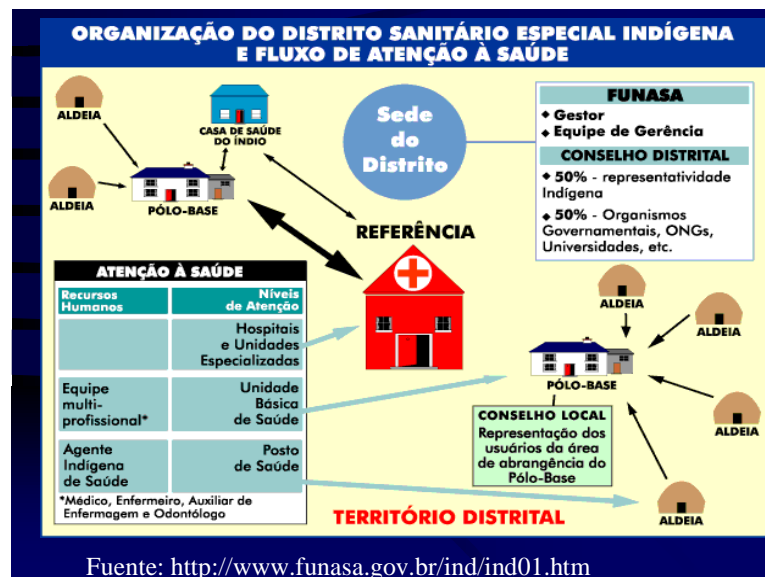 ORGANIZAÇÃO DO DISTRITO SANITÁRIO ESPECIAL INDÍGENA
E FLUXO DE ATENÇÃO À SAÚDE
ALDEIA
CASA DE SAÚDE
DO ÍNDIO
ALDEIA
PÓLO-BASE
Sede
do
Distrito
FUNASA
◆ Gestor
◆ Equipe de Gerência
CONSELHO DISTRITAL
◆ 50% - representatividade
Indígena
◆ 50% - Organismos
Governamentais, ONGs,
Universidades, etc.
REFERÊNCIA
ATENÇÃO À SAÚDE
Recursos
Humanos
Níveis
de Atenção
Hospitais
e Unidades
Especializadas
Equipe
multi-
profissional*
Unidade
Básica
de Saúde
Agente
Indígena
de Saúde
Posto
de Saúde
*Médico, Enfermeiro, Auxiliar de
Enfermagem e Odontólogo
ALDEIA
ALDEIA
PÓLO-BASE
ALDEIA
ALDEIA
CONSELHO LOCAL
Representação dos
usuários da área
de abrangência do
Pólo-Base
TERRITÓRIO DISTRITAL
Fuente: http://www.funasa.gov.br/ind/ind01.htm